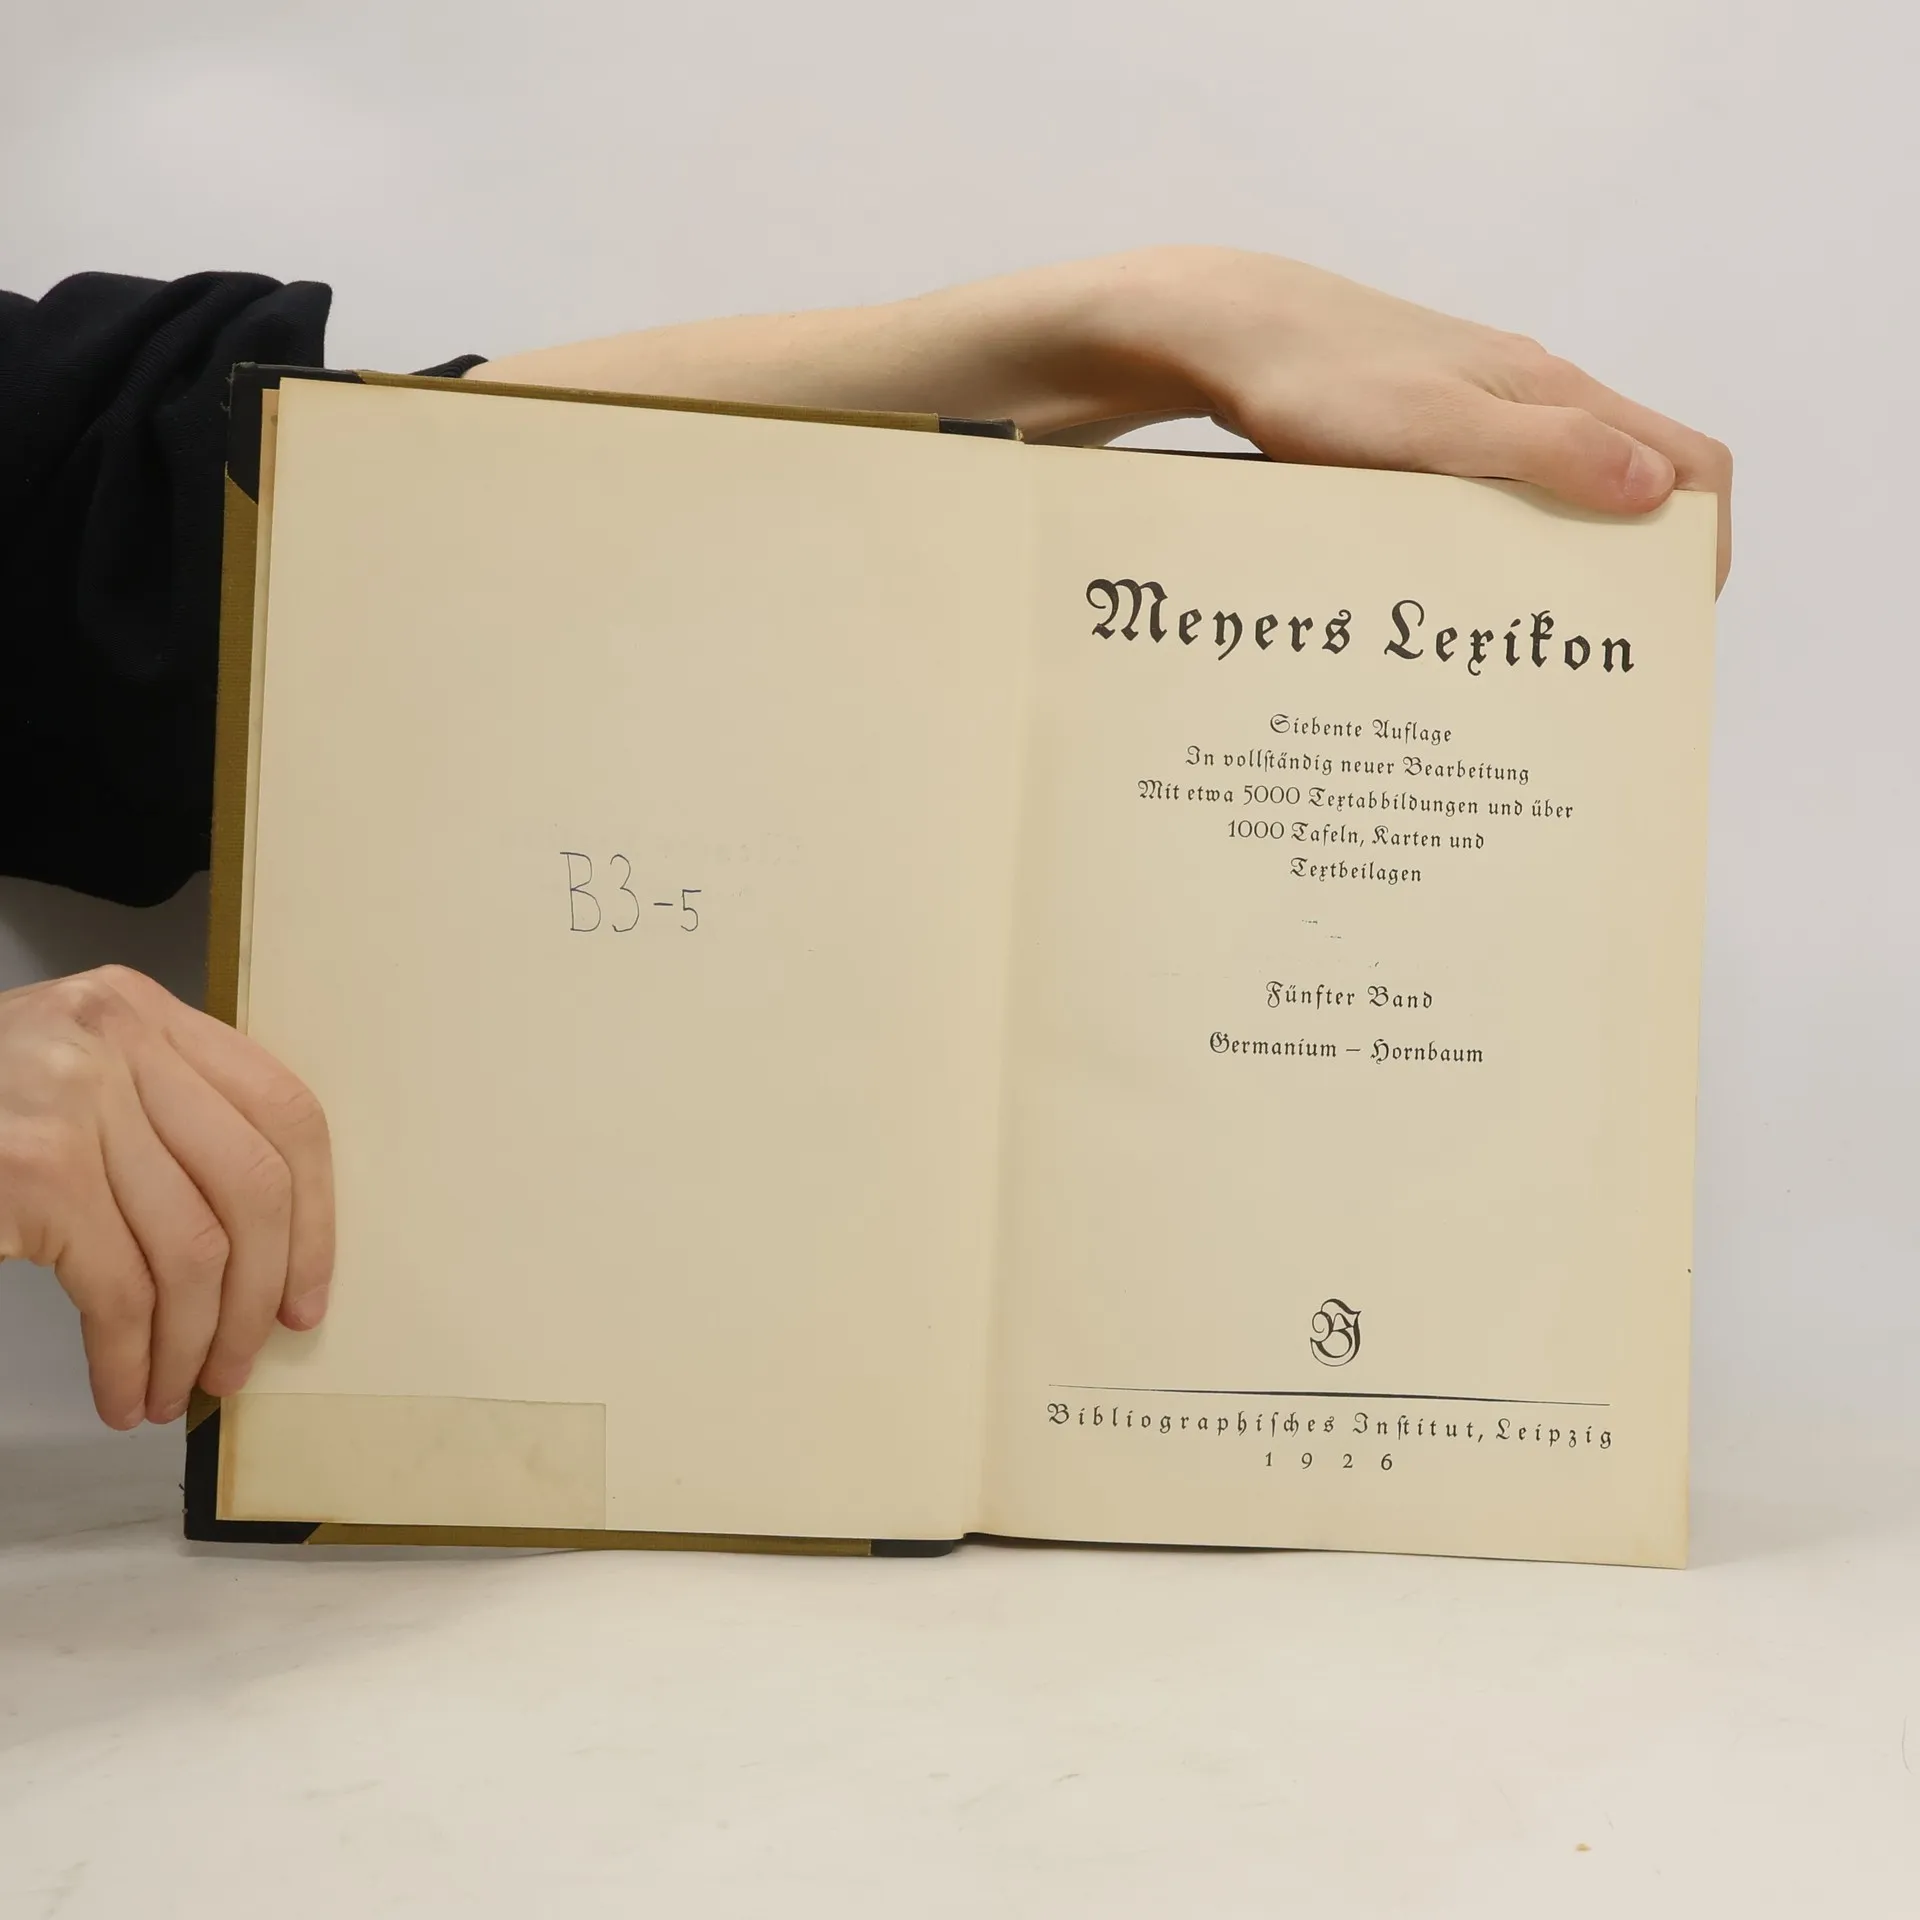 B3-5
Meyers Lexikon
Siebente Auflage
In vollſtändig neuer Bearbeitung
Mit etwa 5000 Textabbildungen und über
1000 Tafeln, Karten und
Textbeilagen
Fünfter Band
Germanium – Hornbaum
BI
Bibliographiſches Inſtitut, Leipzig
1926